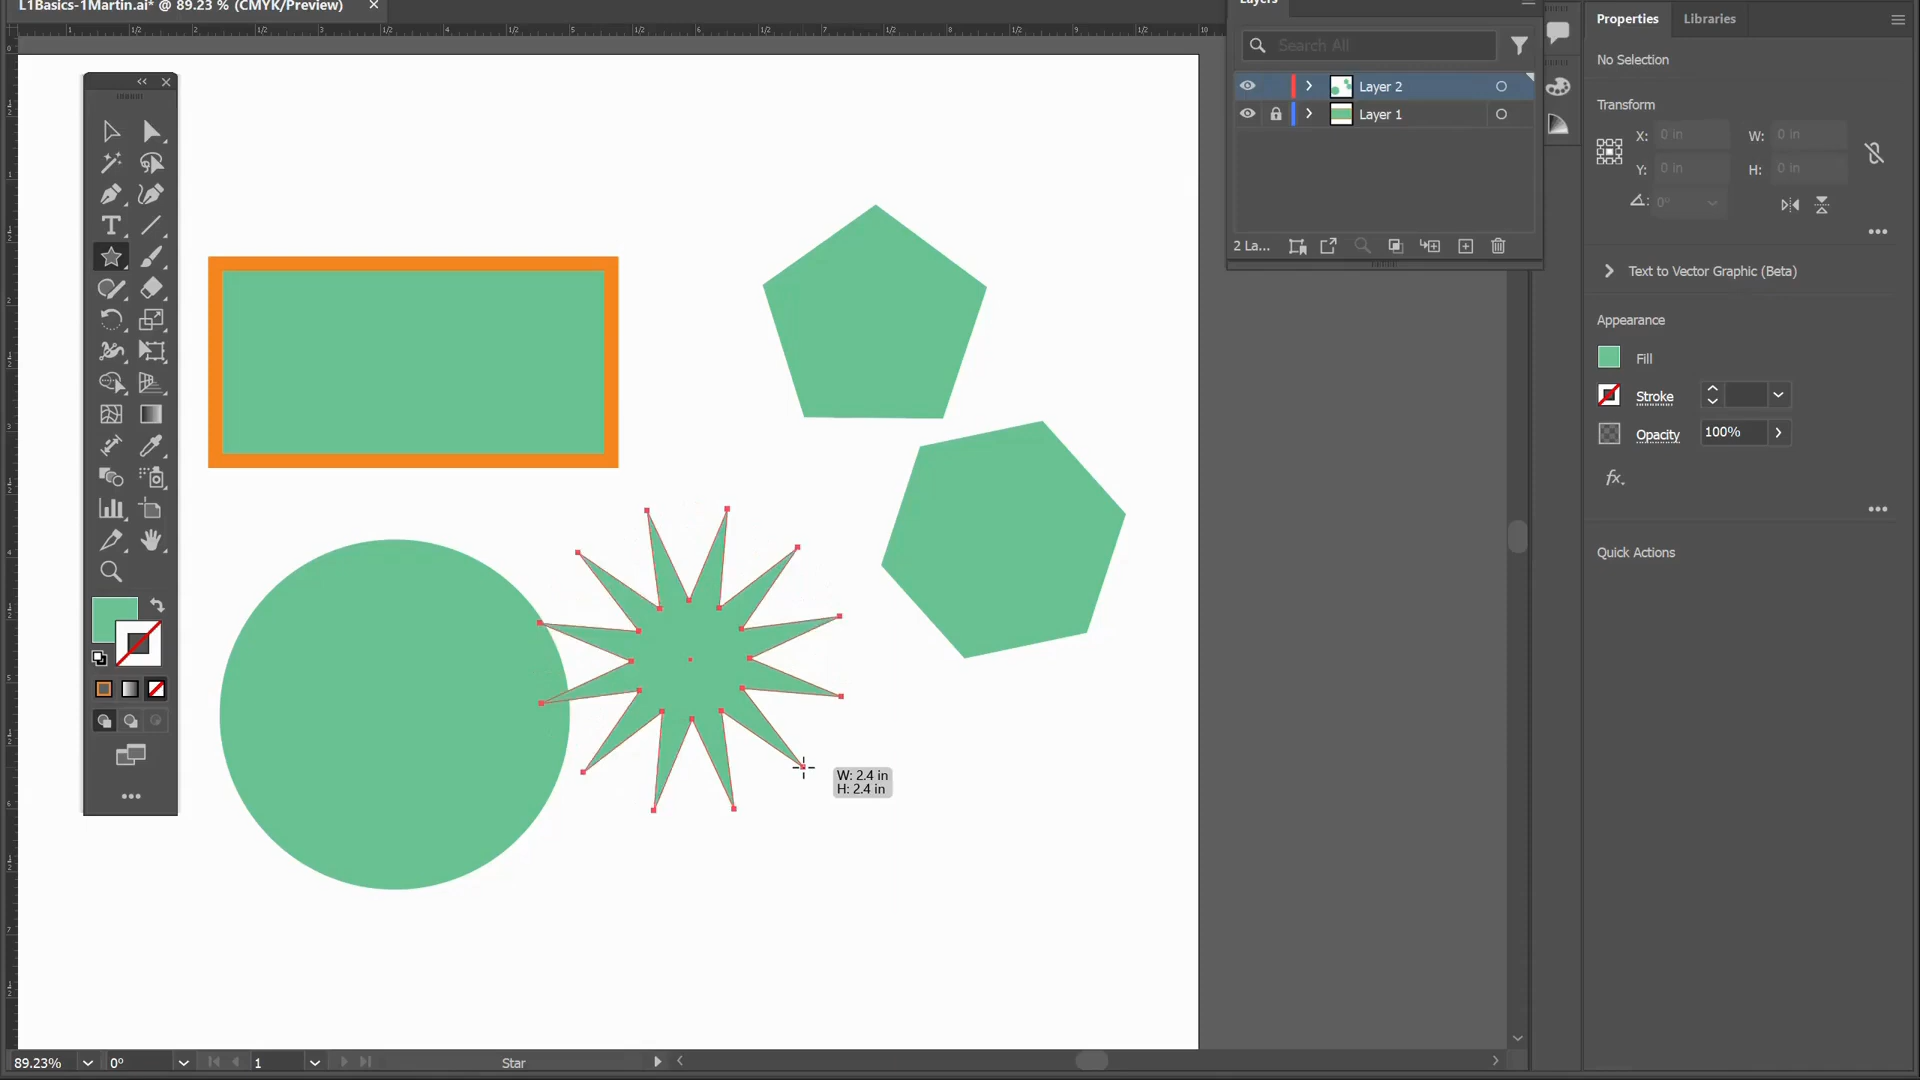 L1Basics-1Martin.ai* @ 89.23 % (CMYK/Preview)
Layers
Search All
Layer 2
Layer 1
2 La...
Properties
Libraries
No Selection
Transform
X: 0 in W: 0 in
Y: 0 in H: 0 in
0°
Text to Vector Graphic (Beta)
Appearance
Fill
Stroke
Opacity 100%
fx.
Quick Actions
W: 2.4 in
H: 2.4 in
89.23% 0° 1 Star